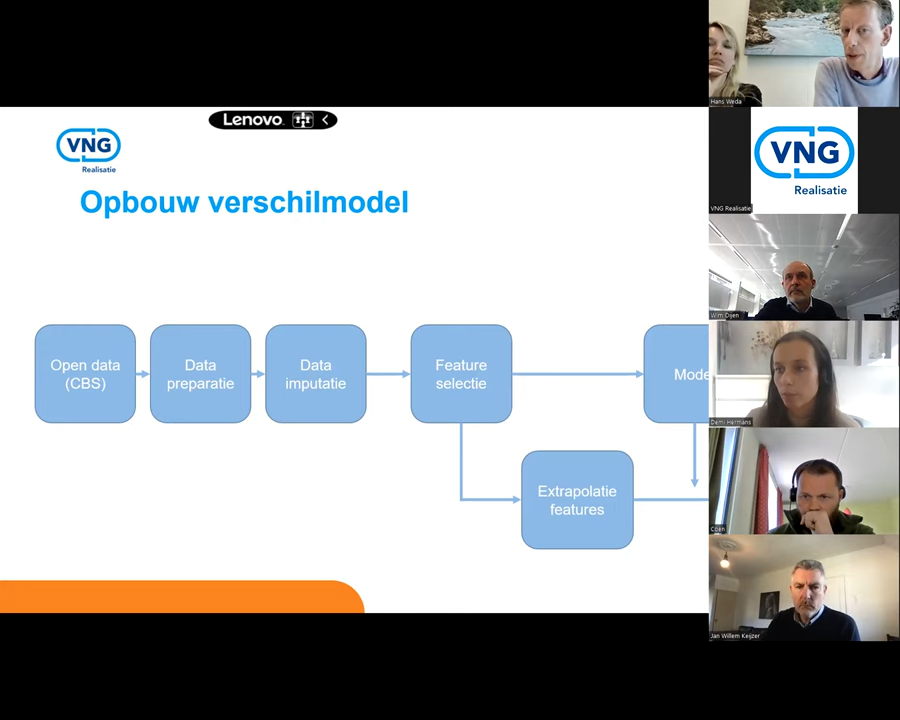 Lenovo
VNG
Realisatie
Opbouw verschilmodel
Open data
(CBS)
Data
preparatie
Data
imputatie
Feature
selectie
Mode
Extrapolatie
features
Hans Weda
VNG
Realisatie
VNG Realisatie
Wim Dijen
Demi Hermans
Coen
Jan Willem Keijzer